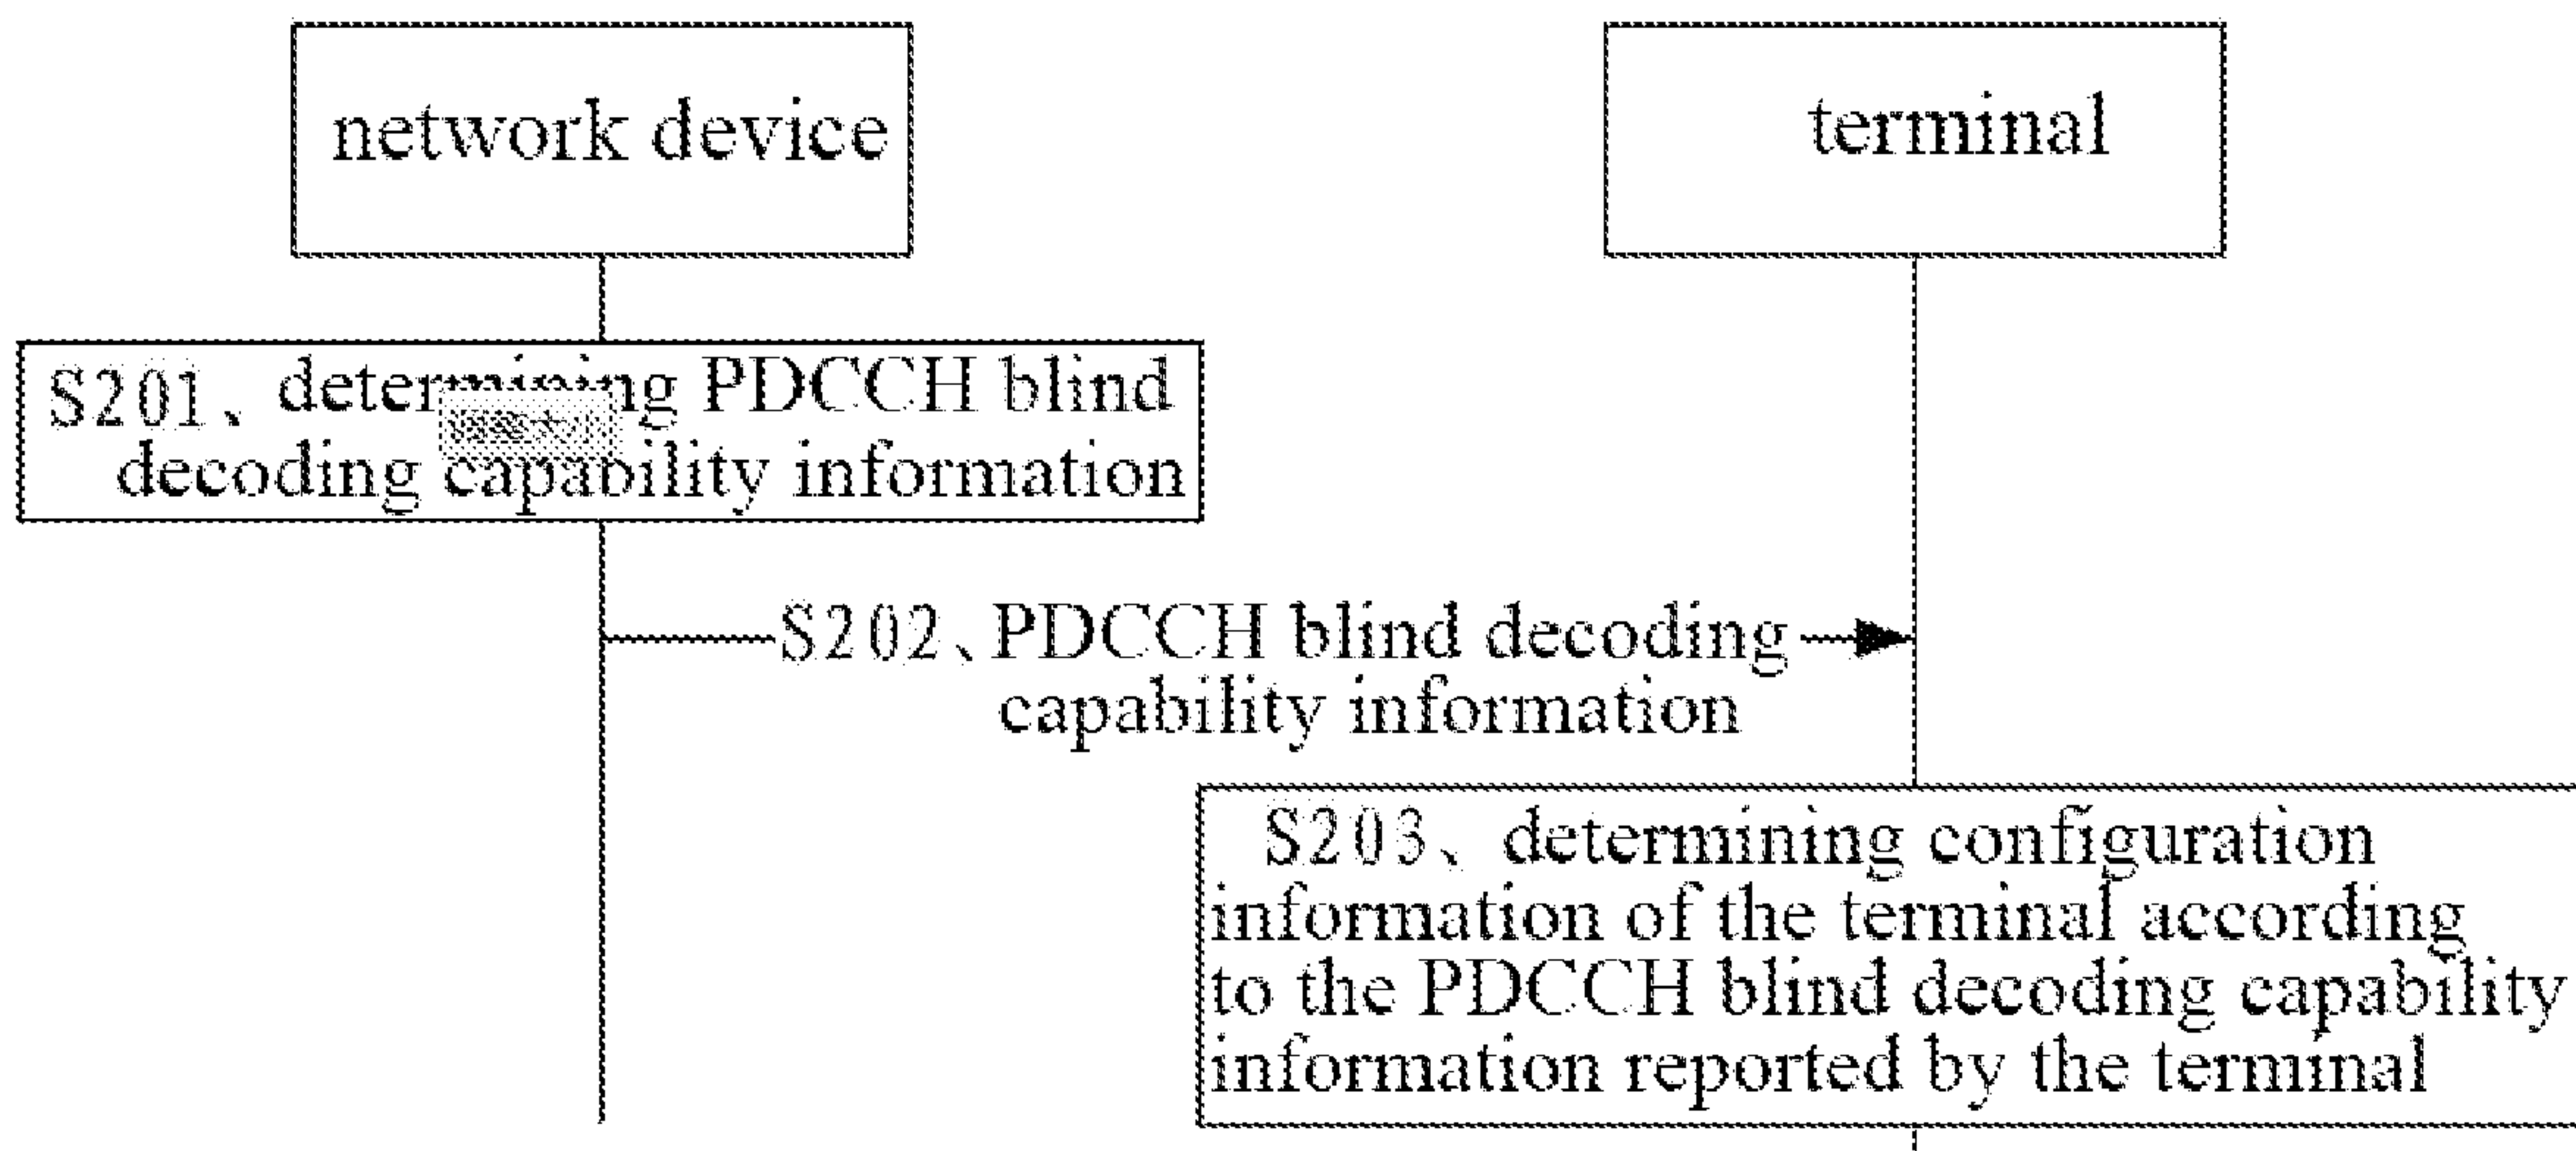 network device
terminal
S201、determining PDCCH blind
decoding capability information
S202、PDCCH blind decoding
capability information
S203、determining configuration
information of the terminal according
to the PDCCH blind decoding capability
information reported by the terminal